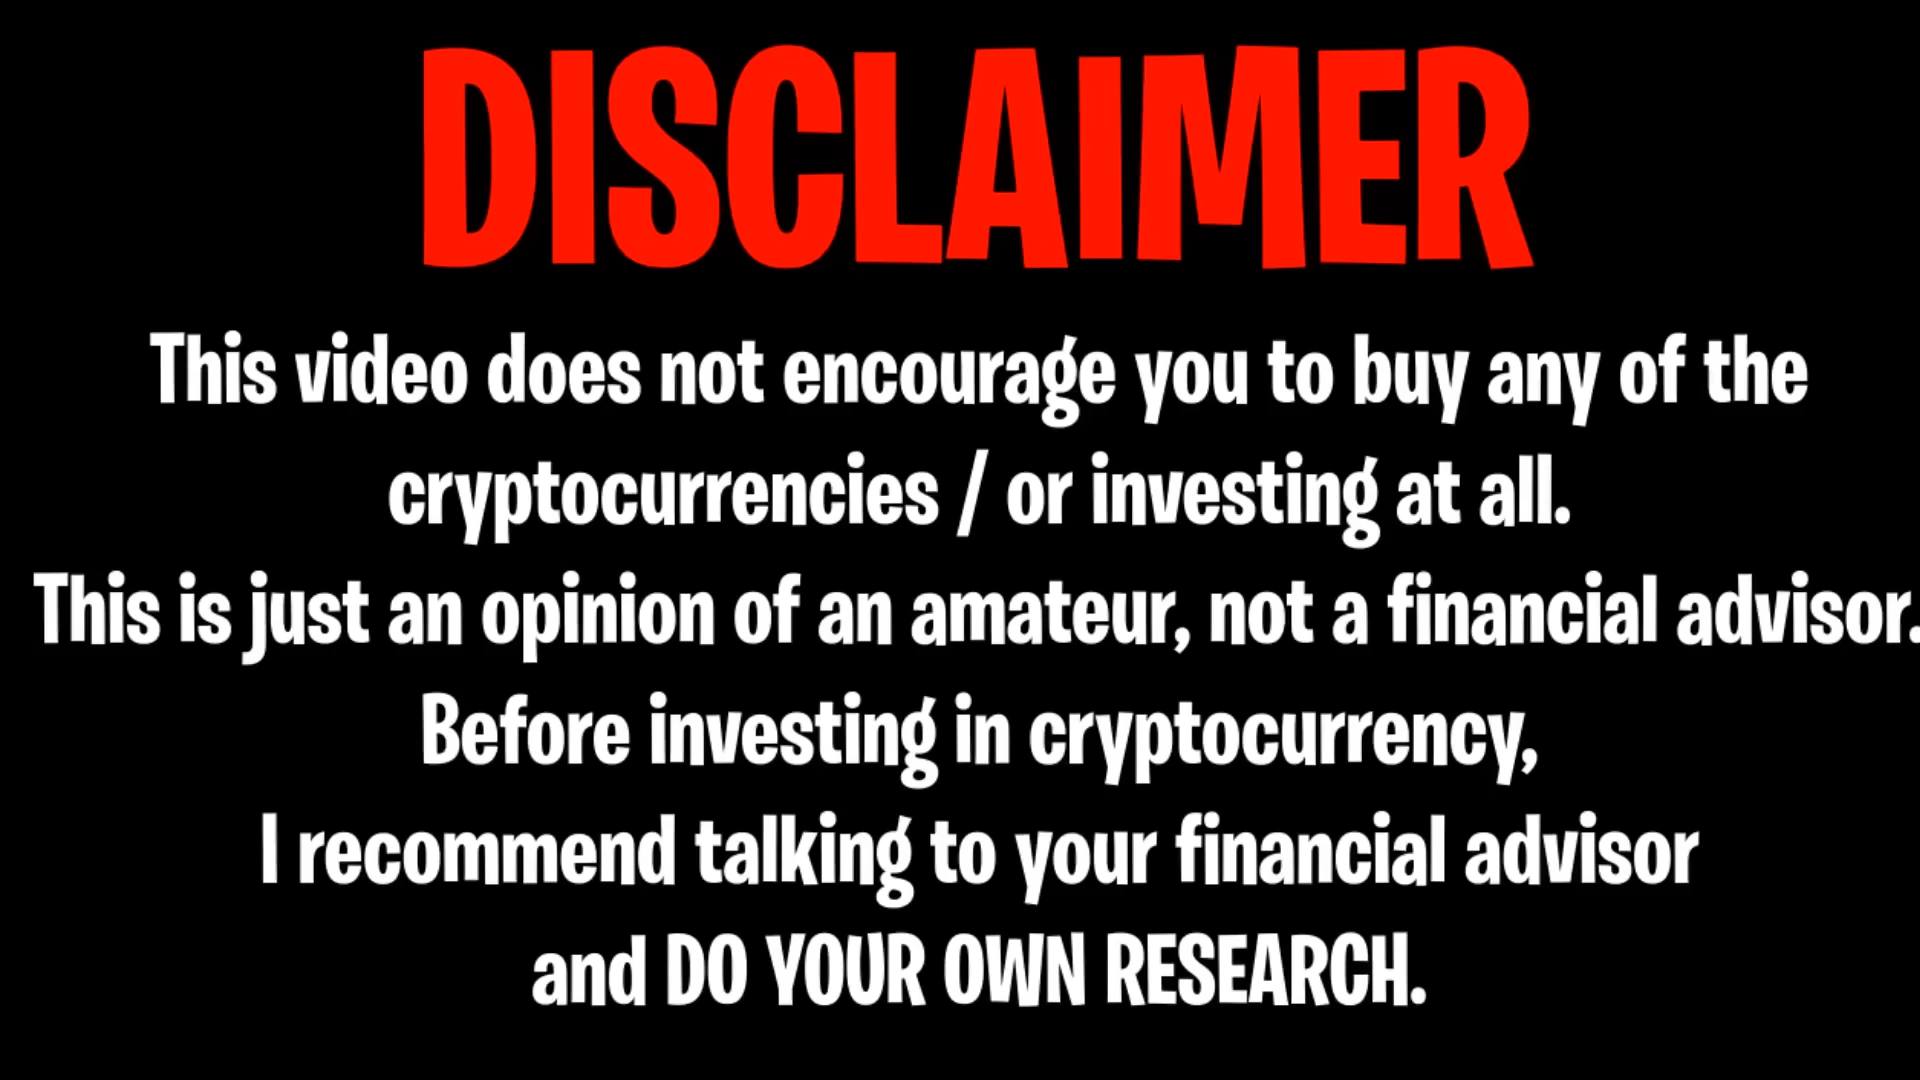 DISCLAIMER
This video does not encourage you to buy any of the
cryptocurrencies / or investing at all.
This is just an opinion of an amateur, not a financial advisor.
Before investing in cryptocurrency,
I recommend talking to your financial advisor
and DO YOUR OWN RESEARCH.